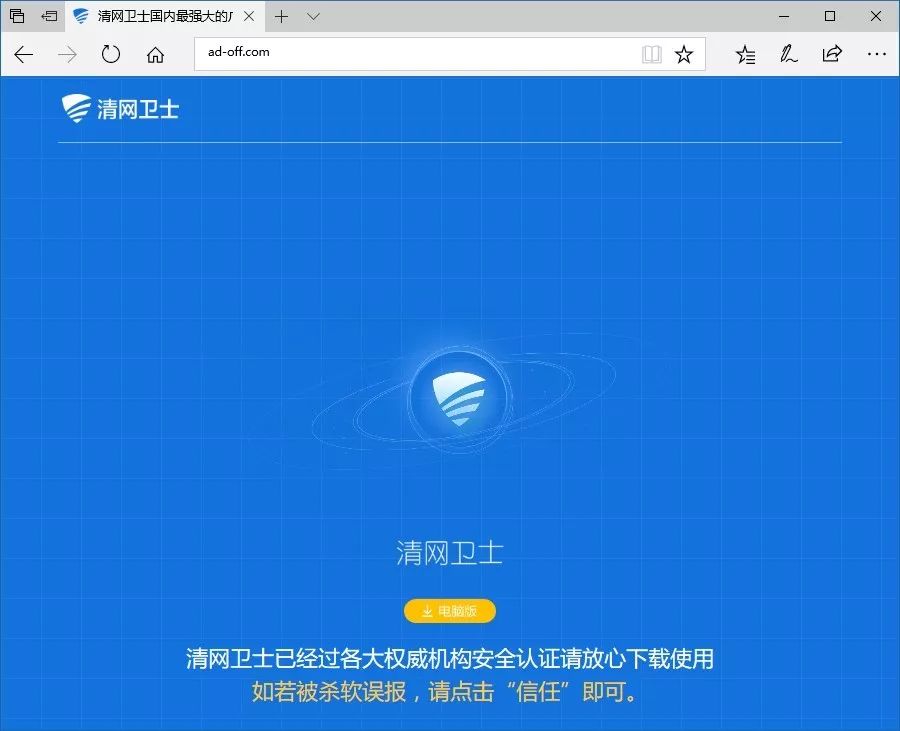 清网卫士国内最强大的广
ad-off.com
清网卫士
清网卫士
电脑版
清网卫士已经过各大权威机构安全认证请放心下载使用
如若被杀软误报，请点击“信任”即可。